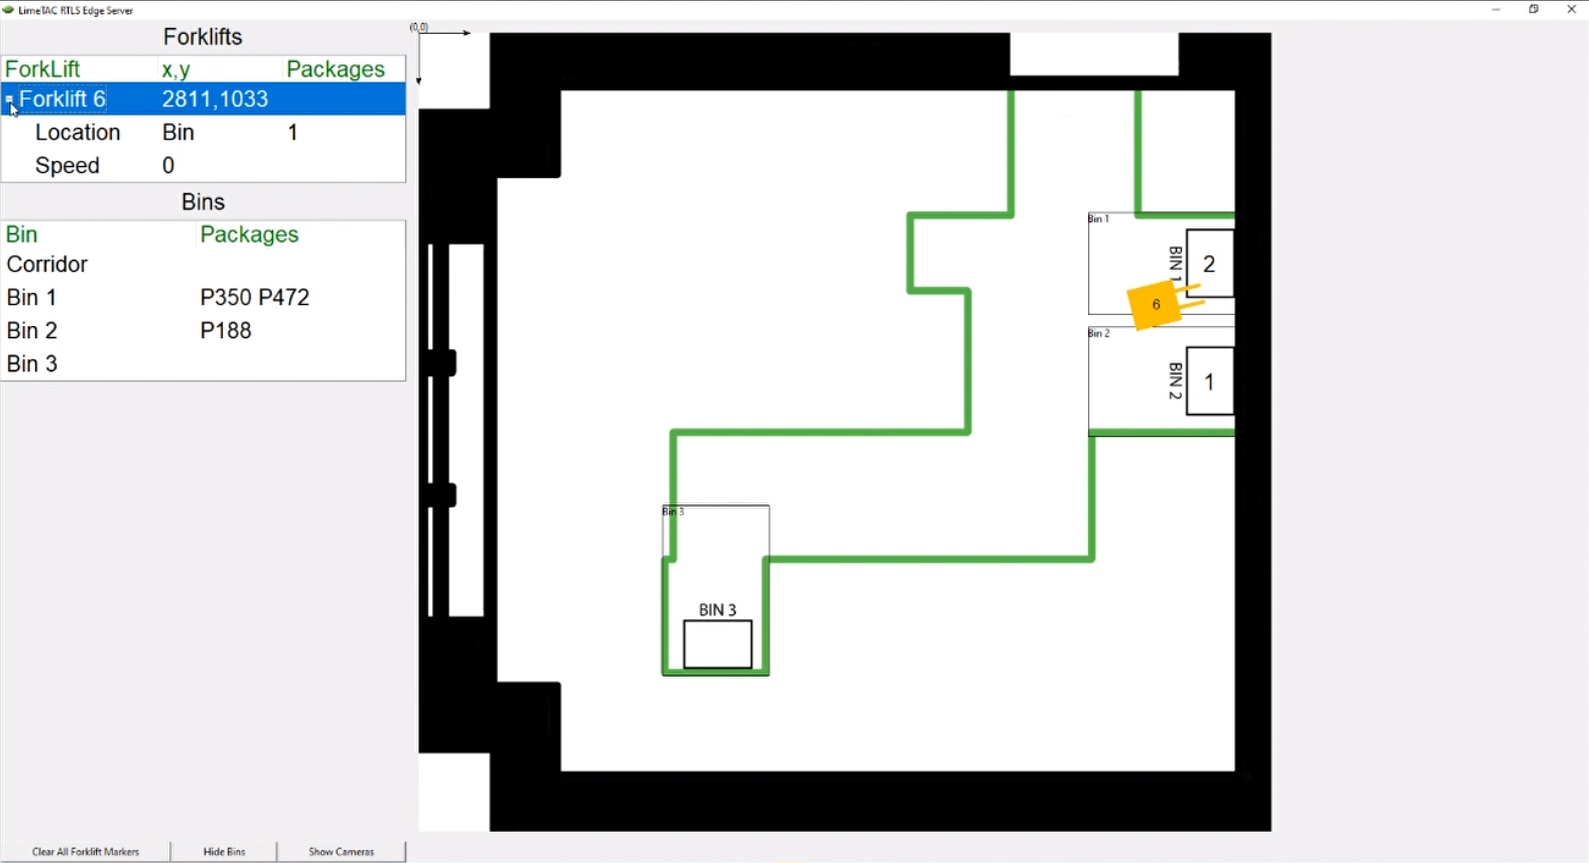 LimeTAC RTLS Edge Server
(0,0)
Forklifts
ForkLift x,y Packages
Forklift 6 2811,1033
Location Bin 1
Speed 0
Bins
Bin Packages
Corridor
Bin 1 P350 P472
Bin 2 P188
Bin 3
Bin 1
BIN 1
2
6
Bin 2
BIN 2
1
Bin 3
BIN 3
Clear All Forklift Markers Hide Bins Show Cameras